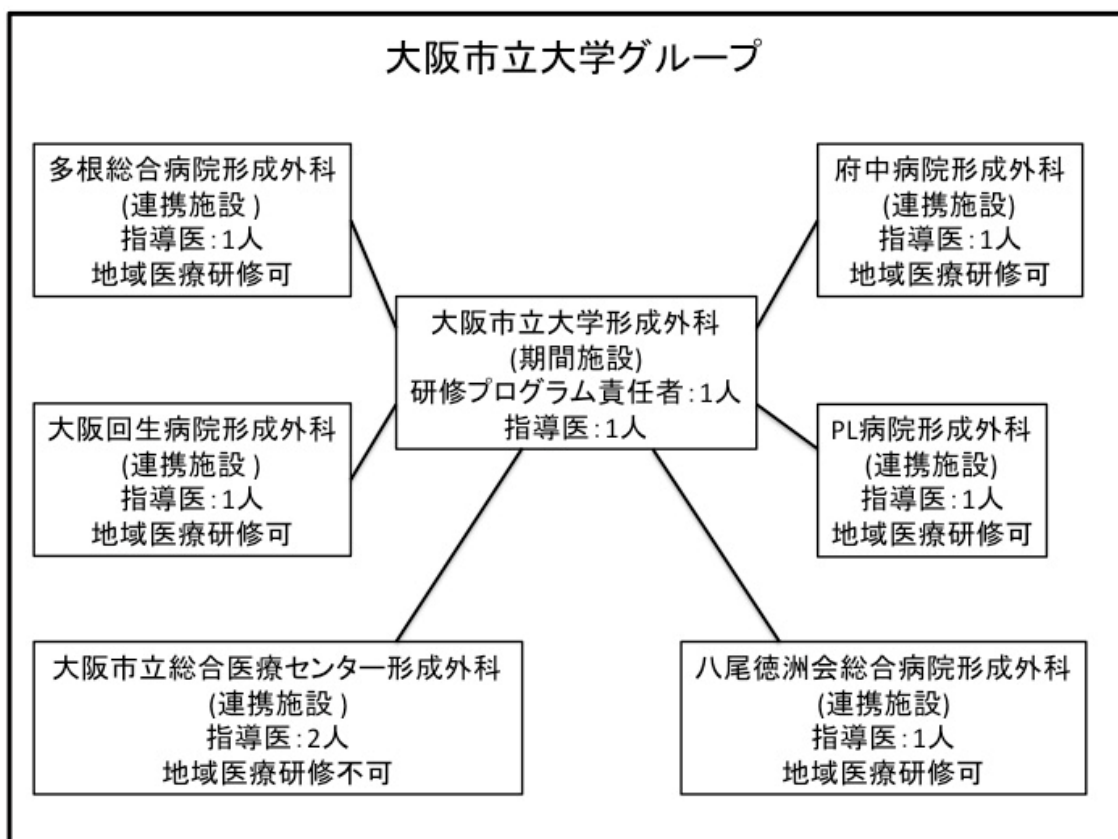 大阪市立大学グループ
多根総合病院形成外科
(連携施設 )
指導医：1人
地域医療研修可
府中病院形成外科
(連携施設)
指導医：1人
地域医療研修可
大阪市立大学形成外科
(期間施設)
研修プログラム責任者：1人
指導医：1人
大阪回生病院形成外科
(連携施設 )
指導医：1人
地域医療研修可
PL病院形成外科
(連携施設)
指導医：1人
地域医療研修可
大阪市立総合医療センター形成外科
(連携施設 )
指導医：2人
地域医療研修不可
八尾徳洲会総合病院形成外科
(連携施設)
指導医：1人
地域医療研修可